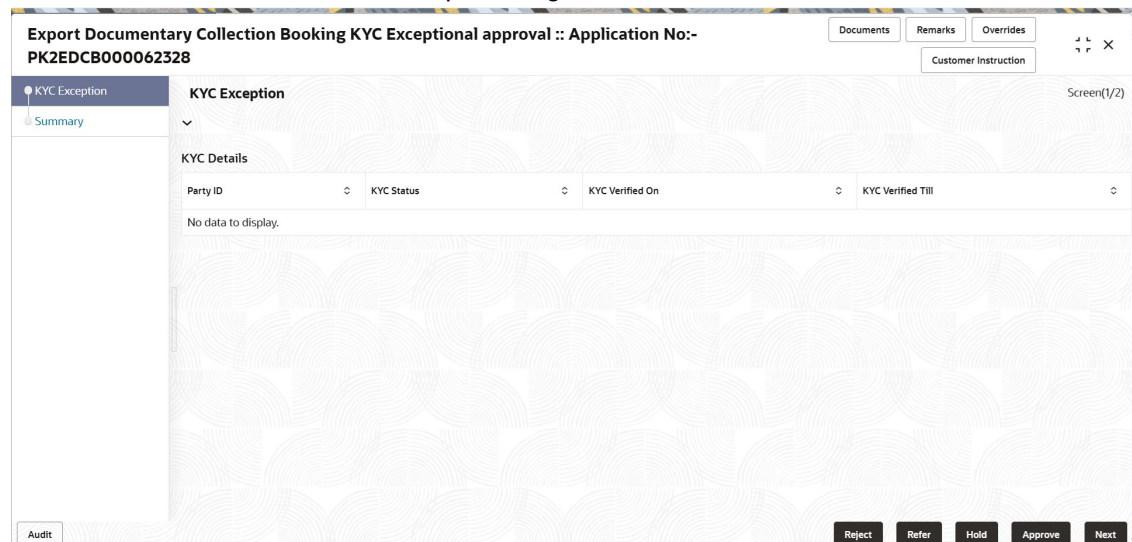 Export Documentary Collection Booking KYC Exceptional approval :: Application No:-
PK2EDCB000062328
Documents
Remarks
Overrides
Customer Instruction
KYC Exception
Summary
KYC Exception
Screen(1/2)
KYC Details
Party ID
KYC Status
KYC Verified On
KYC Verified Till
No data to display.
Audit
Reject
Refer
Hold
Approve
Next